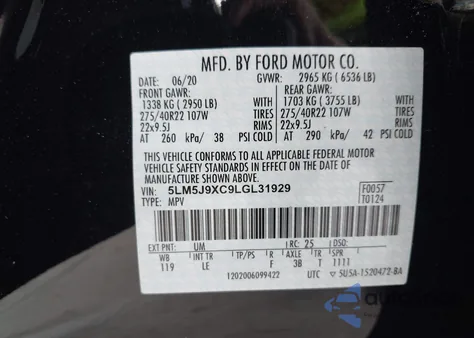 MFD. BY FORD MOTOR CO.
DATE: 06/20 GVWR: 2965 KG ( 6536 LB)
FRONT GAWR: REAR GAWR:
1338 KG ( 2950 LB) WITH 1703 KG ( 3755 LB) WITH
275/40R22 107W TIRES 275/40R22 107W TIRES
22x9.5J RIMS 22x9.5J RIMS
AT 260 kPa/ 38 PSI COLD AT 290 kPa/ 42 PSI COLD
THIS VEHICLE CONFORMS TO ALL APPLICABLE FEDERAL MOTOR
VEHICLE SAFETY STANDARDS IN EFFECT ON THE DATE OF
MANUFACTURE SHOWN ABOVE.
VIN: 5LM5J9XC9LGL31929 F0057
TYPE: MPV T0124
EXT PNT: UM RC: 25 DSO:
WB INT TR TP/PS R AXLE TR
119 LE F 38 T 1111
1202006099422 UTC 5U5A-1520472-BA